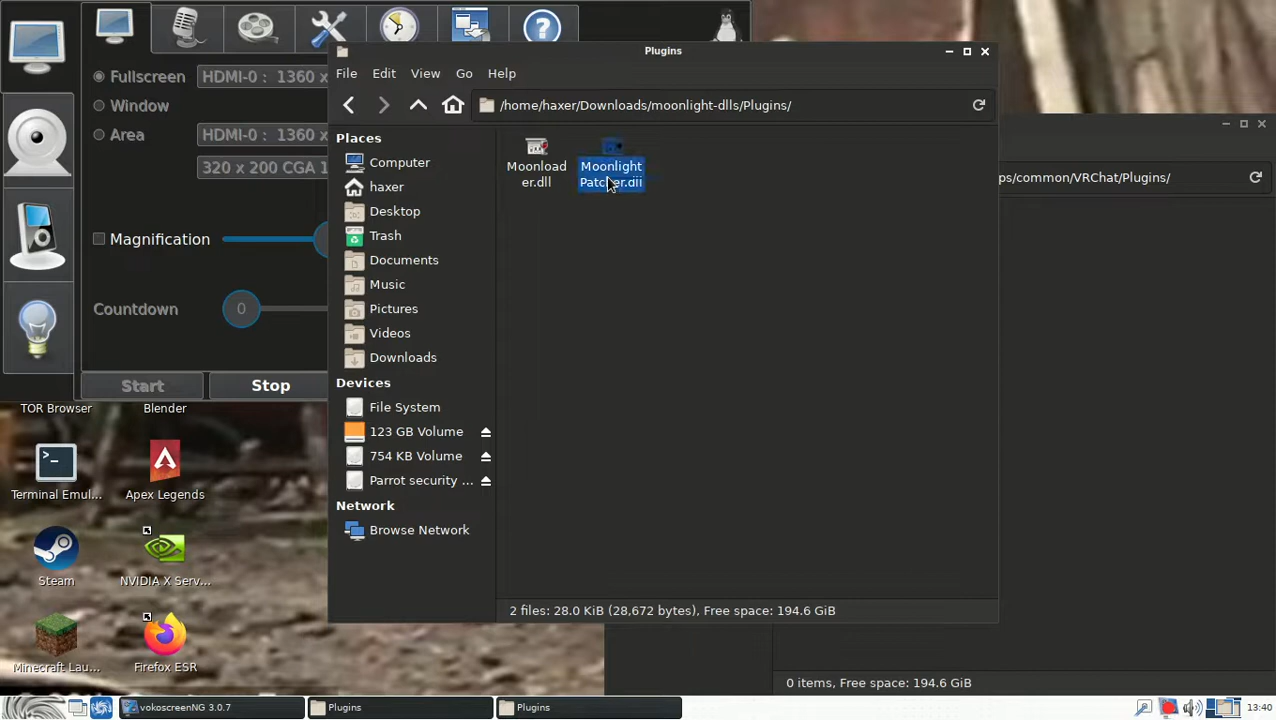 Plugins
File Edit View Go Help
/home/haxer/Downloads/moonlight-dlls/Plugins/
Places
Computer
haxer
Desktop
Trash
Documents
Music
Pictures
Videos
Downloads
Devices
File System
123 GB Volume
754 KB Volume
Parrot security ...
Network
Browse Network
Moonload
er.dll
Moonlight
2 files: 28.0 KiB (28,672 bytes), Free space: 194.6 GiB
Fullscreen
HDMI-0 : 1360 x
Window
Area
HDMI-0 : 1360 x
320 x 200 CGA 1
Magnification
Countdown
0
Start
Stop
ps/common/VRChat/Plugins/
0 items, Free space: 194.6 GiB
TOR Browser
Blender
Terminal Emul...
Apex Legends
Steam
NVIDIA X Serv...
Minecraft Lau...
Firefox ESR
vokoscreenNG 3.0.7
Plugins
Plugins
13:40